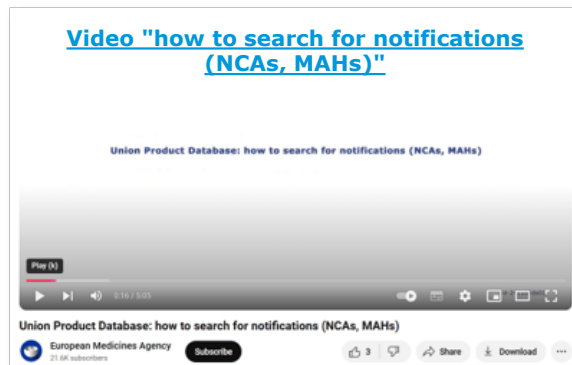 Video "how to search for notifications
(NCAs, MAHs)"
Union Product Database: how to search for notifications (NCAs, MAHs)
Play (k)
0:16 / 5:05
Union Product Database: how to search for notifications (NCAs, MAHs)
European Medicines Agency
21.6K subscribers
Subscribe
3
Share
Download